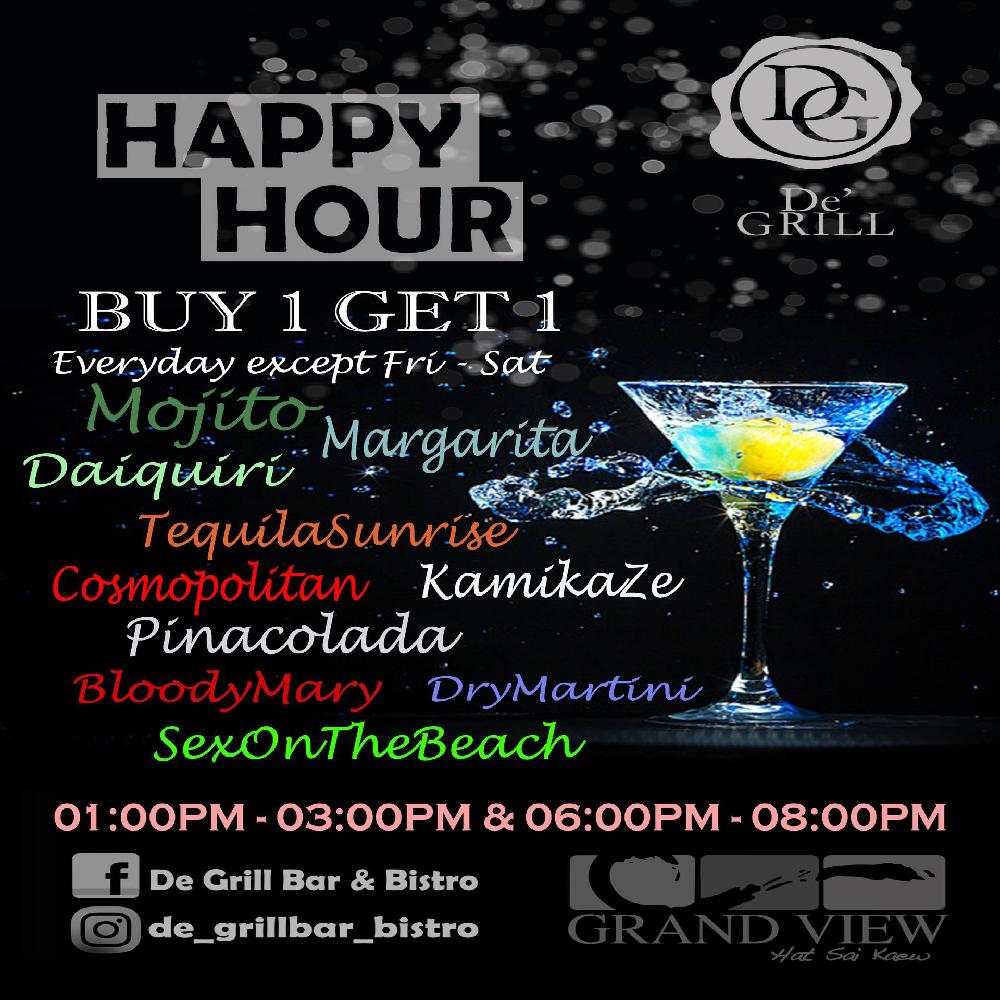 DG
De'
GRILL
HAPPY
HOUR
BUY 1 GET 1
Everyday except Fri - Sat
Mojito
Margarita
Daiquiri
TequilaSunrise
Cosmopolitan KamikaZe
Pinacolada
BloodyMary DryMartini
SexOnTheBeach
01:00PM - 03:00PM & 06:00PM - 08:00PM
f De Grill Bar & Bistro
de_grillbar_bistro
GRAND VIEW
Hat Sai Kaew